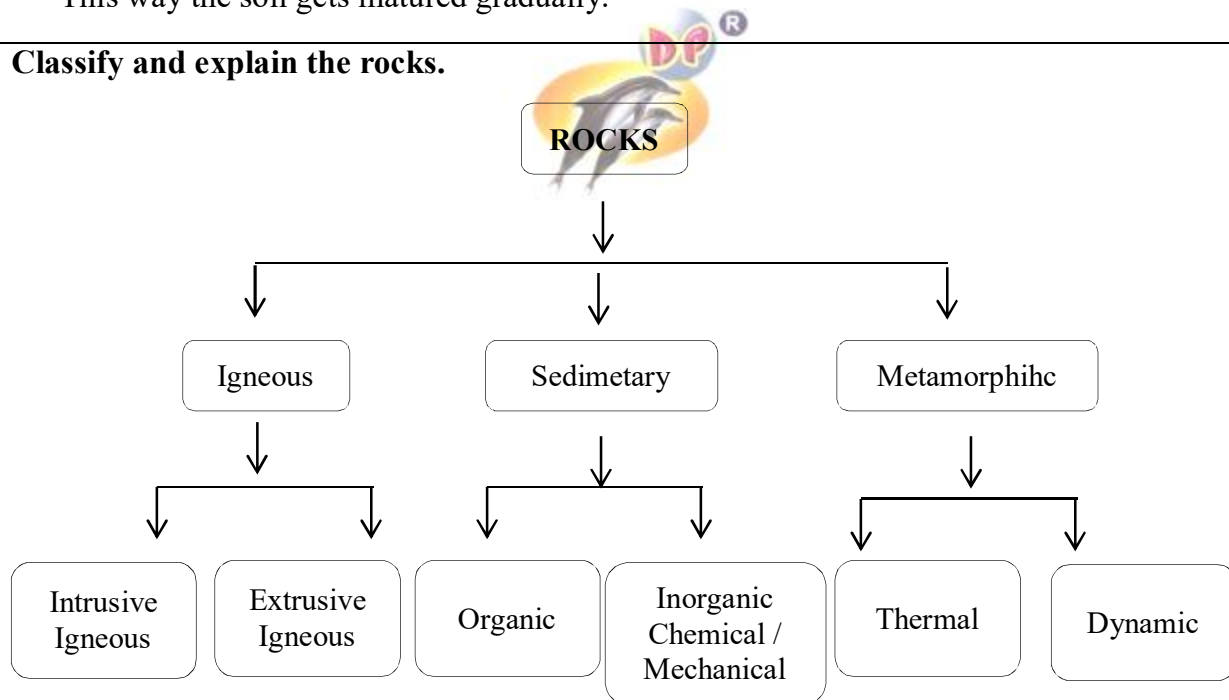 This way the soil gets matured gradually.
DP ®
Classify and explain the rocks.
ROCKS
Igneous
Sedimetary
Metamorphihc
Intrusive
Igneous
Extrusive
Igneous
Organic
Inorganic
Chemical /
Mechanical
Thermal
Dynamic